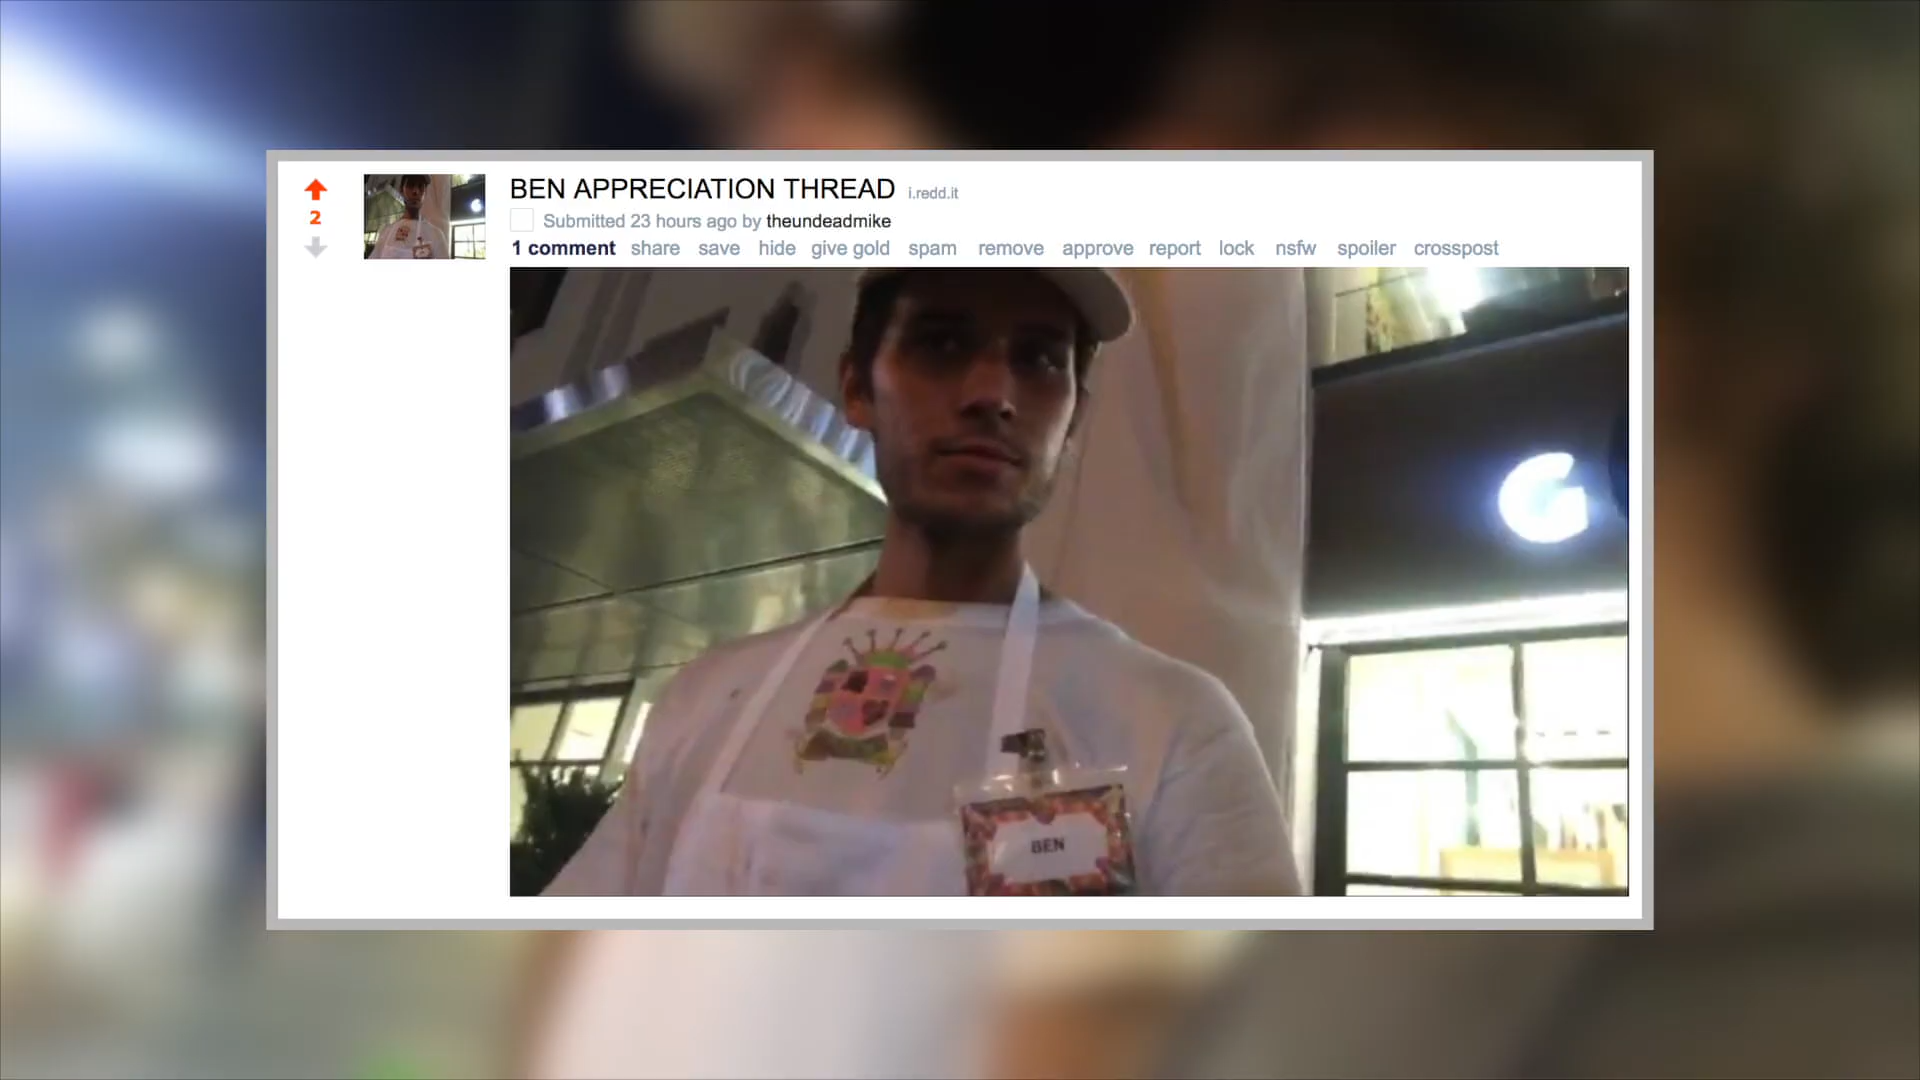 BEN APPRECIATION THREAD i.redd.it
2
Submitted 23 hours ago by theundeadmike
1 comment share save hide give gold spam remove approve report lock nsfw spoiler crosspost
G
BEN